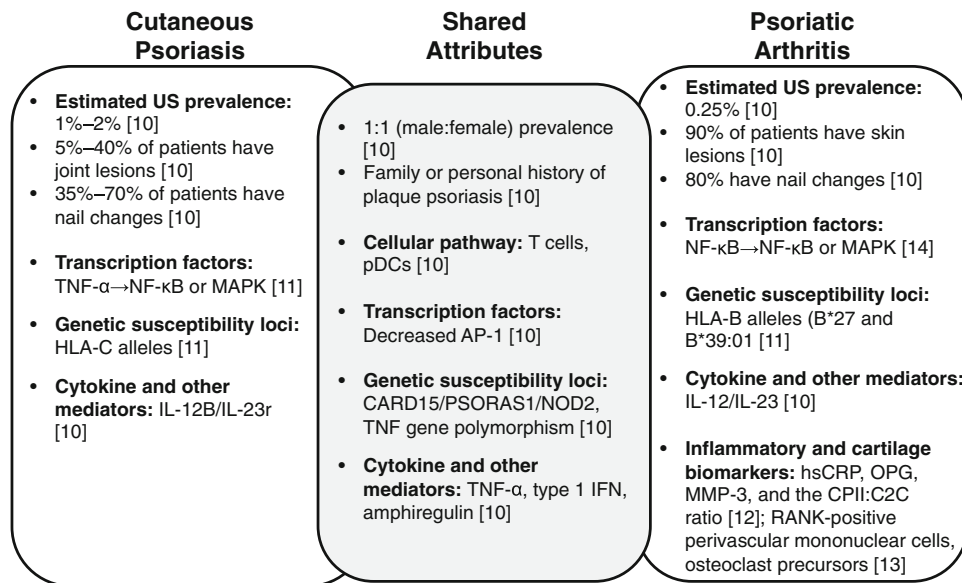 Cutaneous
Psoriasis
• Estimated US prevalence:
1%–2% [10]
• 5%–40% of patients have
joint lesions [10]
• 35%–70% of patients have
nail changes [10]
• Transcription factors:
TNF-α→NF-κB or MAPK [11]
• Genetic susceptibility loci:
HLA-C alleles [11]
• Cytokine and other
mediators: IL-12B/IL-23r
[10]
Shared
Attributes
• 1:1 (male:female) prevalence
[10]
• Family or personal history of
plaque psoriasis [10]
• Cellular pathway: T cells,
pDCs [10]
• Transcription factors:
Decreased AP-1 [10]
• Genetic susceptibility loci:
CARD15/PSORAS1/NOD2,
TNF gene polymorphism [10]
• Cytokine and other
mediators: TNF-α, type 1 IFN,
amphiregulin [10]
Psoriatic
Arthritis
• Estimated US prevalence:
0.25% [10]
• 90% of patients have skin
lesions [10]
• 80% have nail changes [10]
• Transcription factors:
NF-κB→NF-κB or MAPK [14]
• Genetic susceptibility loci:
HLA-B alleles (B*27 and
B*39:01 [11]
• Cytokine and other mediators:
IL-12/IL-23 [10]
• Inflammatory and cartilage
biomarkers: hsCRP, OPG,
MMP-3, and the CPII:C2C
ratio [12]; RANK-positive
perivascular mononuclear cells,
osteoclast precursors [13]